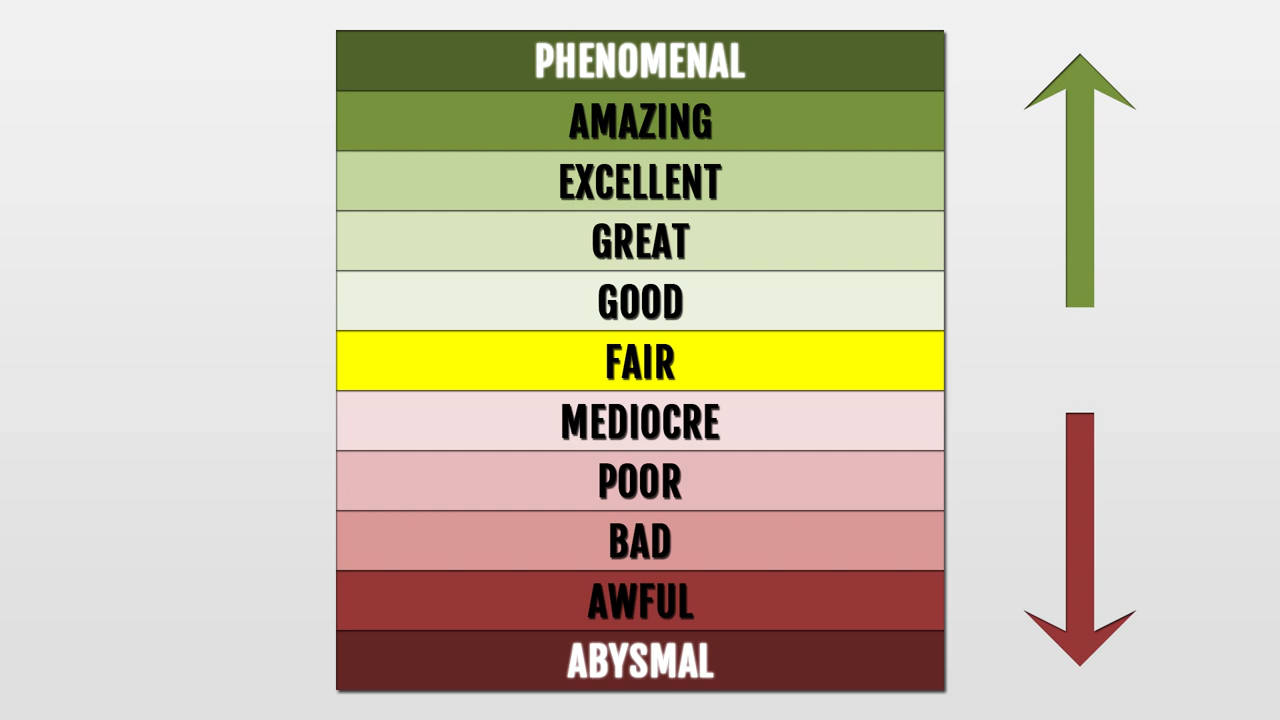 PHENOMENAL
AMAZING
EXCELLENT
GREAT
GOOD
FAIR
MEDIOCRE
POOR
BAD
AWFUL
ABYSMAL